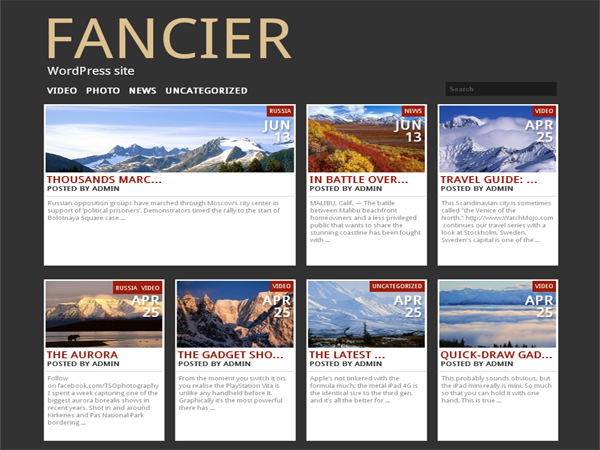 FANCIER
WordPress site
VIDEO PHOTO NEWS UNCATEGORIZED
Search
RUSSIA
JUN
13
THOUSANDS MARC...
POSTED BY ADMIN
Russian opposition groups have marched through Moscow's city center in
support of 'political prisoners'. Demonstrators timed the rally to the start of
Bolotnaya Square case ...
NEWS
JUN
13
IN BATTLE OVER...
POSTED BY ADMIN
MALIBU, Calif. — The battle
between Malibu beachfront
homeowners and a less privileged
public that wants to share the
stunning coastline has been fought
with ...
VIDEO
APR
25
TRAVEL GUIDE: ...
POSTED BY ADMIN
This Scandinavian city is sometimes
called "the Venice of the
North." http://www.WatchMojo.com
continues our travel series with a
look at Stockholm, Sweden.
Sweden's capital is one of the ...
RUSSIA VIDEO
APR
25
THE AURORA
POSTED BY ADMIN
Follow
on facebook.com/TSOphotography
I spent a week capturing one of the
biggest aurora borealis shows in
recent years. Shot in and around
Kirkenes and Pas National Park
bordering ...
VIDEO
APR
25
THE GADGET SHO...
POSTED BY ADMIN
From the moment you switch it on,
you realise the PlayStation Vita is
unlike any handheld before it.
Graphically it's the most powerful
there has ...
UNCATEGORIZED
APR
25
THE LATEST ...
POSTED BY ADMIN
Apple's not tinkered with the
formula much: the metal iPad 4G is
the identical size to the third gen,
and it's all the better for ...
VIDEO
APR
25
QUICK-DRAW GAD...
POSTED BY ADMIN
This probably sounds obvious, but
the iPad mini really is mini. So much
so that you can hold it with one
hand. This is true ...